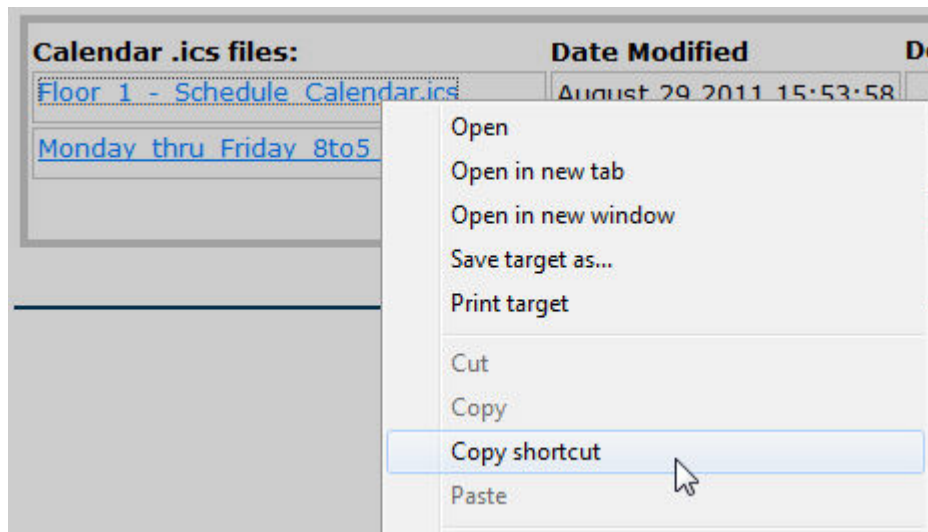 Calendar .ics files: Date Modified
Floor 1 - Schedule Calendar.ics August 29 2011 15:53:58
Monday thru Friday 8to5
Open
Open in new tab
Open in new window
Save target as...
Print target
Cut
Copy
Copy shortcut
Paste